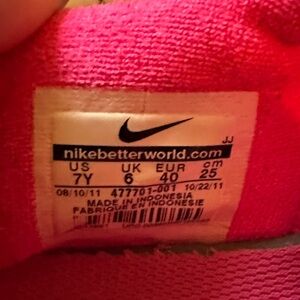 JJ
nikebetterworld.com
US UK EUR cm
7Y 6 40 25
08/10/11 477701-001 10/22/11
MADE IN INDONESIA
FABRIQUE EN INDONESIE